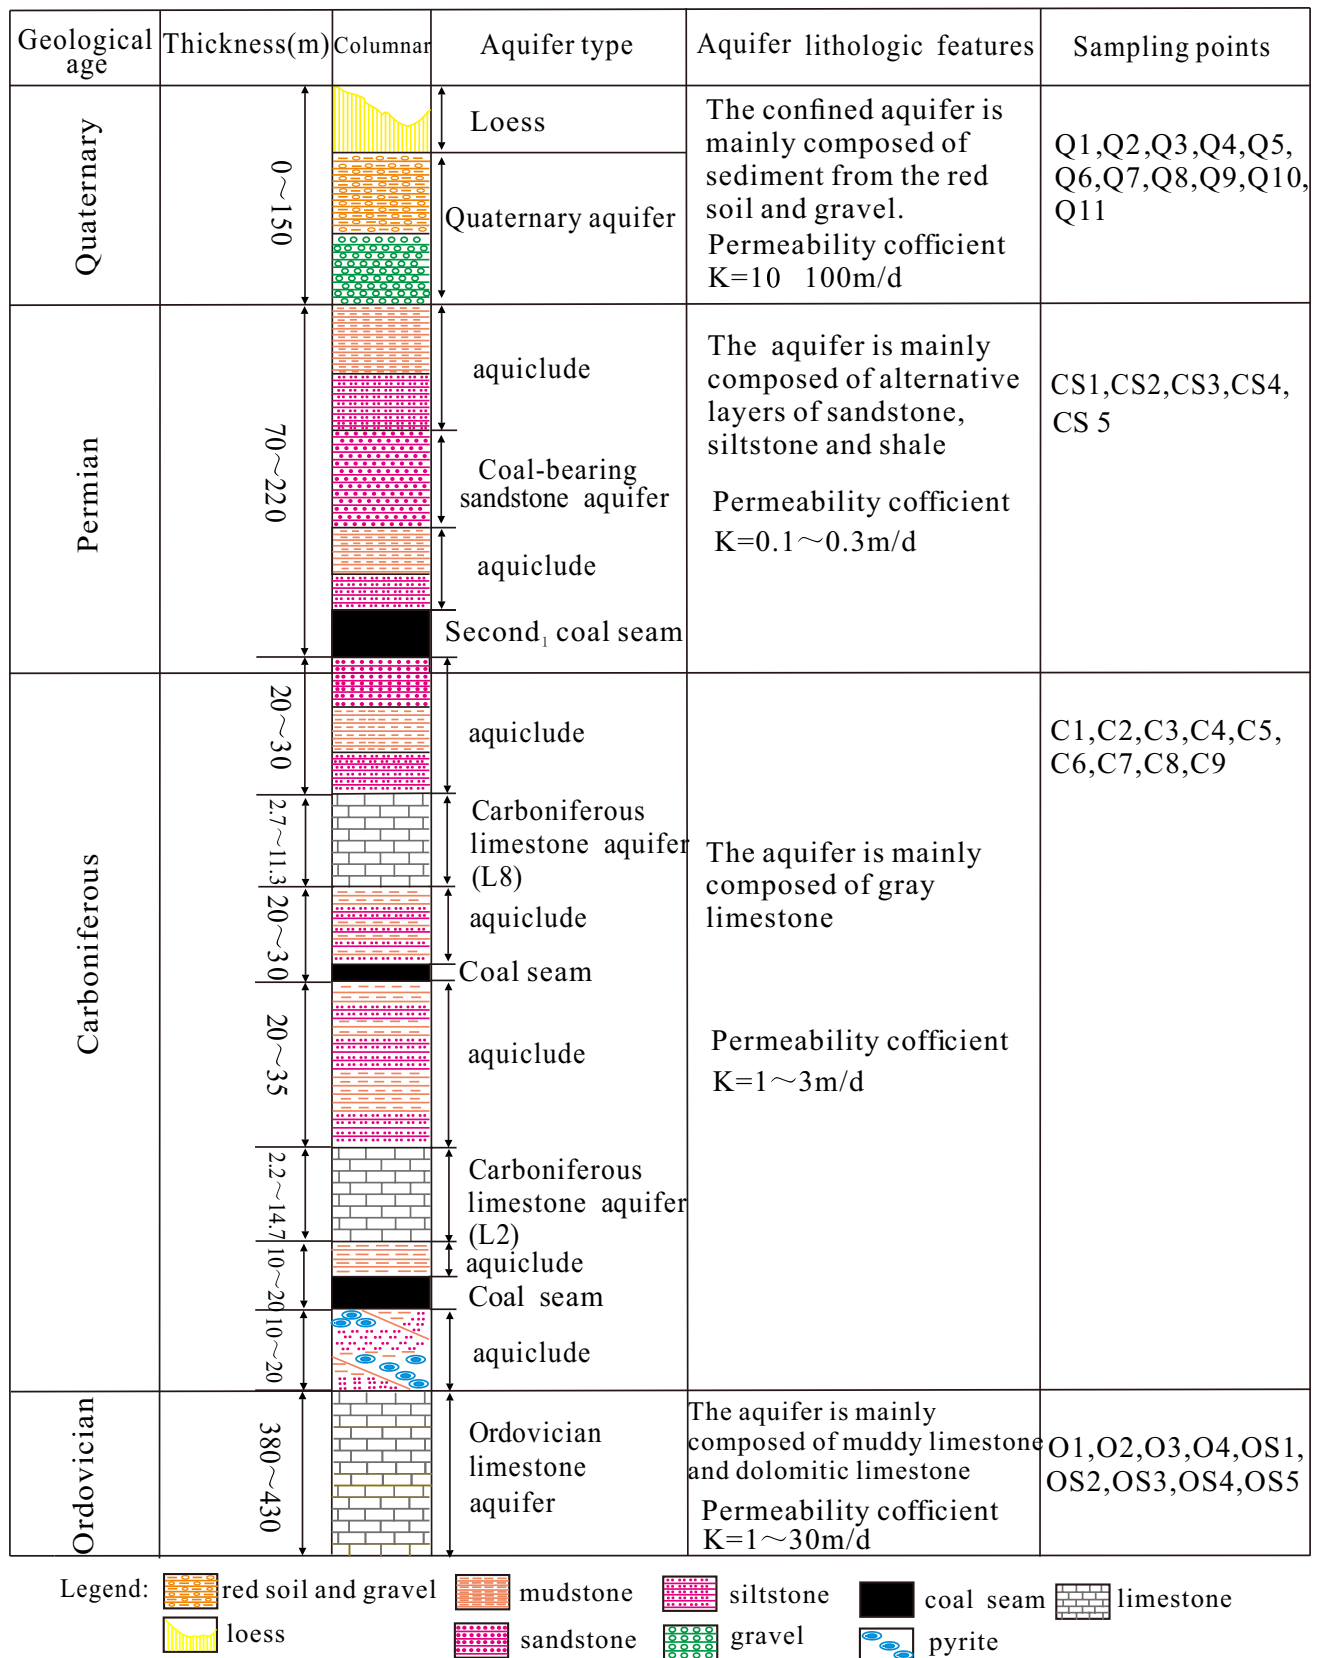 Geological age
Thickness(m)
Columnar
Aquifer type
Aquifer lithologic features
Sampling points
Quaternary
0～150
Loess
Quaternary aquifer
The confined aquifer is
mainly composed of
sediment from the red
soil and gravel.
Permeability cofficient
K=10 100m/d
Q1,Q2,Q3,Q4,Q5,
Q6,Q7,Q8,Q9,Q10,
Q11
Permian
70～220
aquiclude
Coal-bearing
sandstone aquifer
aquiclude
Second1 coal seam
The aquifer is mainly
composed of alternative
layers of sandstone,
siltstone and shale
Permeability cofficient
K=0.1～0.3m/d
CS1,CS2,CS3,CS4,
CS 5
Carboniferous
20～30
2.7～11.3
20～30
20～35
2.2～14.7
10～20
10～20
aquiclude
Carboniferous
limestone aquifer
(L8)
aquiclude
Coal seam
aquiclude
Carboniferous
limestone aquifer
(L2)
aquiclude
Coal seam
aquiclude
The aquifer is mainly
composed of gray
limestone
Permeability cofficient
K=1～3m/d
C1,C2,C3,C4,C5,
C6,C7,C8,C9
Ordovician
380～430
Ordovician
limestone
aquifer
The aquifer is mainly
composed of muddy limestone
and dolomitic limestone
Permeability cofficient
K=1～30m/d
O1,O2,O3,O4,OS1,
OS2,OS3,OS4,OS5
Legend:
red soil and gravel
mudstone
siltstone
coal seam
limestone
loess
sandstone
gravel
pyrite